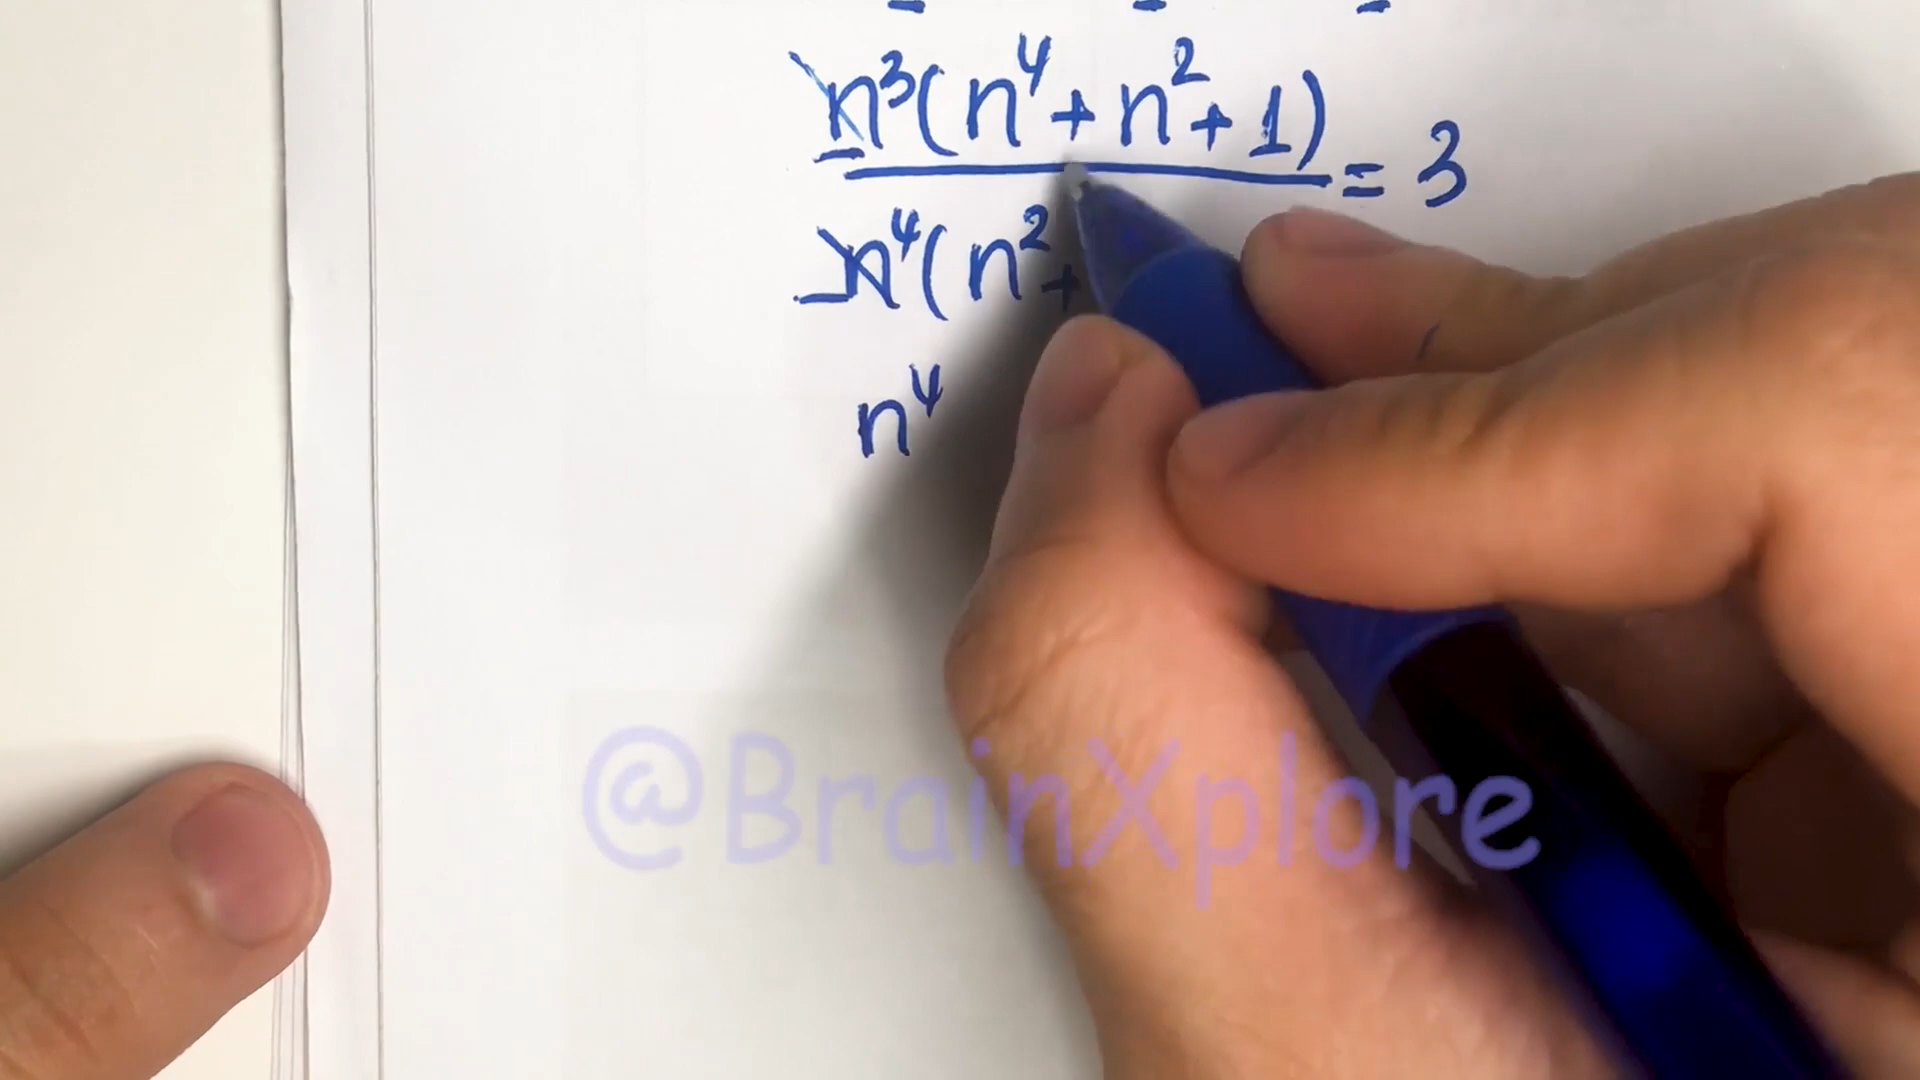 n³(n⁴+n²+1)
= 3
n⁴(n²+
n⁴
@BrainXplore